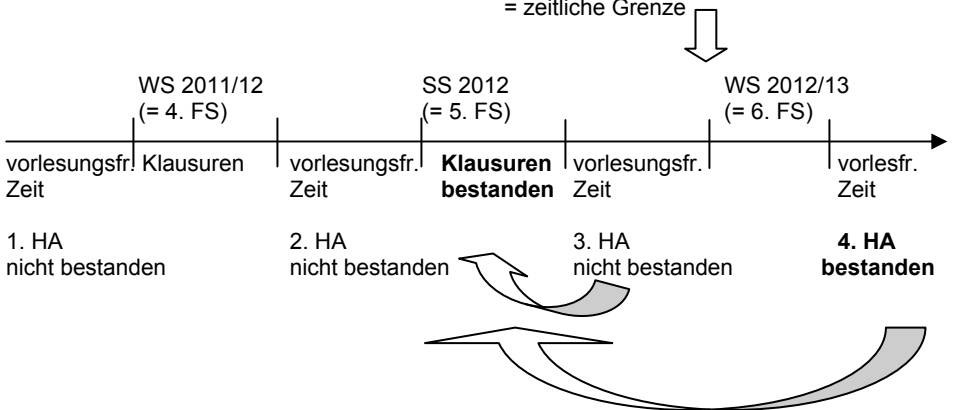 = zeitliche Grenze
WS 2011/12 SS 2012 WS 2012/13
(= 4. FS) (= 5. FS) (= 6. FS)
vorlesungsfr. Klausuren vorlesungsfr. Klausuren vorlesungsfr. vorlesfr.
Zeit Zeit bestanden Zeit Zeit
1. HA 2. HA 3. HA 4. HA
nicht bestanden nicht bestanden nicht bestanden bestanden